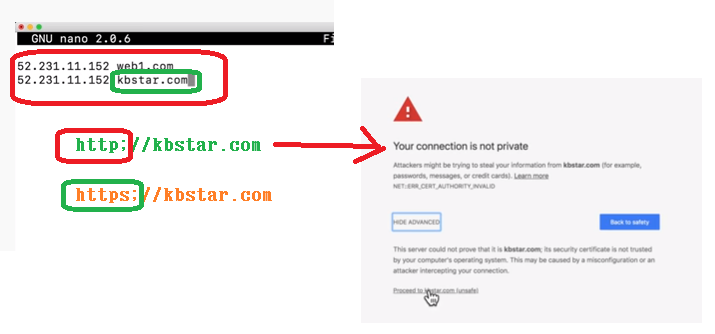 GNU nano 2.0.6
Fi
52.231.11.152 web1.com
52.231.11.152 kbstar.com
http;//kbstar.com
https;//kbstar.com
Your connection is not private
Attackers might be trying to steal your information from kbstar.com (for example,
passwords, messages, or credit cards). Learn more
NET::ERR_CERT_AUTHORITY_INVALID
HIDE ADVANCED
Back to safety
This server could not prove that it is kbstar.com; its security certificate is not trusted
by your computer's operating system. This may be caused by a misconfiguration or an
attacker intercepting your connection.
Proceed to kbstar.com (unsafe)